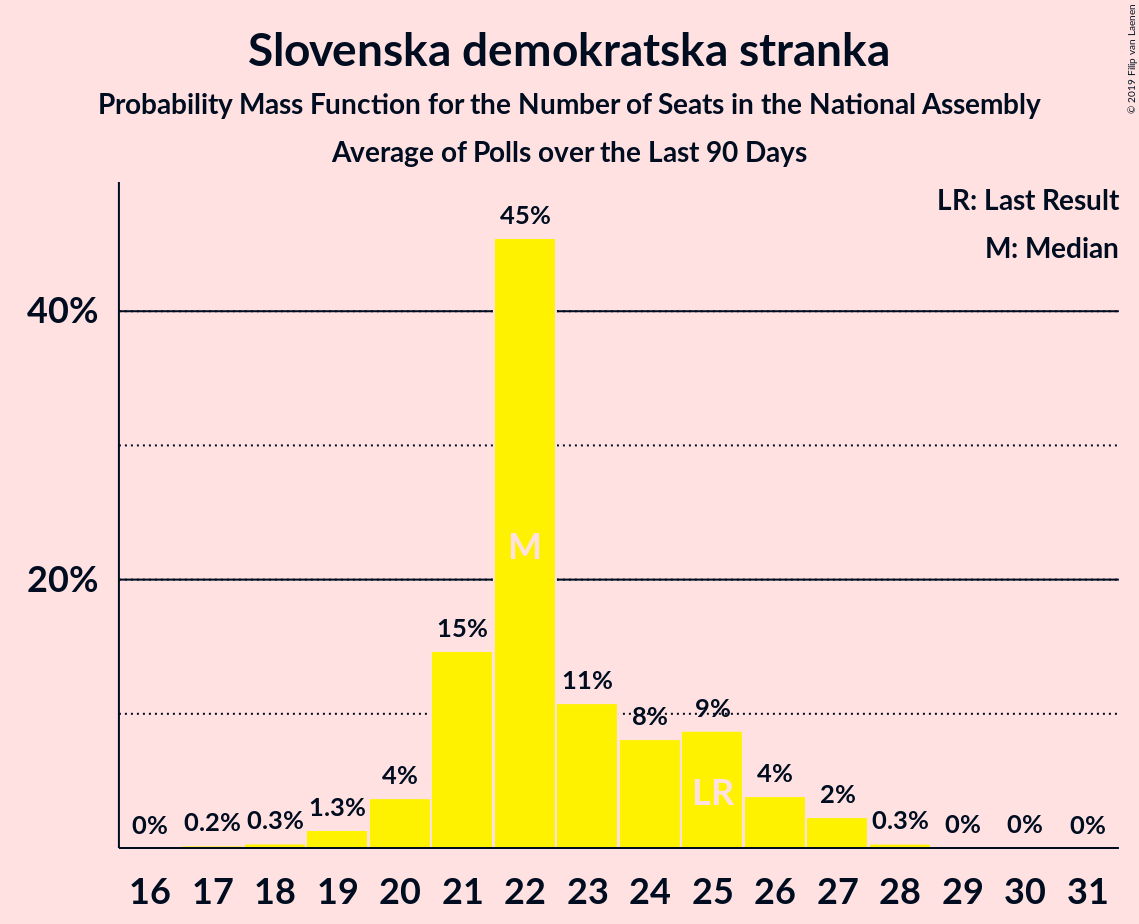 Slovenska demokratska stranka
Probability Mass Function for the Number of Seats in the National Assembly
Average of Polls over the Last 90 Days
© 2019 Filip van Laenen
LR: Last Result
M: Median
40%
20%
0% 0.2% 0.3% 1.3% 4% 15% 45% 11% 8% 9% 4% 2% 0.3% 0% 0% 0%
M
LR
16 17 18 19 20 21 22 23 24 25 26 27 28 29 30 31